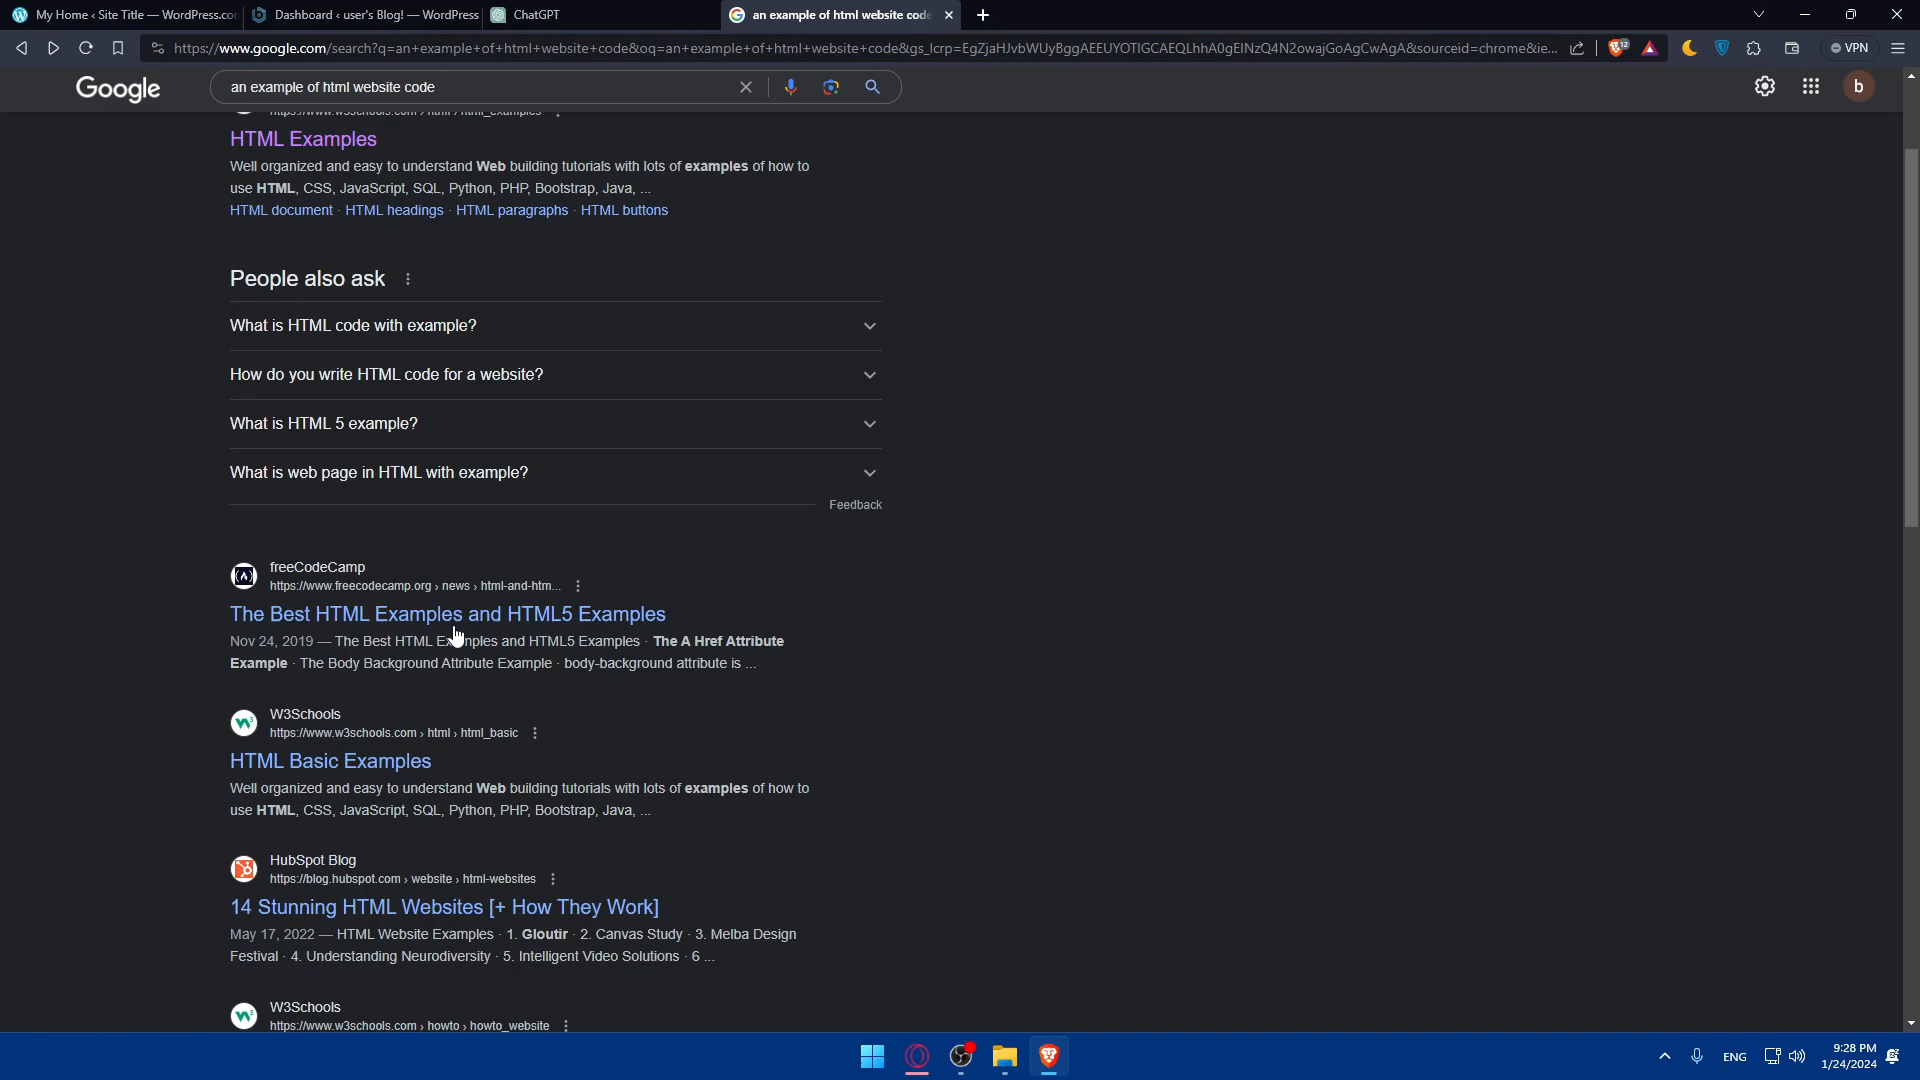 My Home ‹ Site Title — WordPress.con
Dashboard ‹ user's Blog! — WordPress
ChatGPT
an example of html website code
https://www.google.com/search?q=an+example+of+html+website+code&oq=an+example+of+html+website+code&gs_lcrp=EgZjaHJvbWUyBggAEEUYOTIGCAEQLhhA0gEINzQ4N2owajGoAgCwAgA&sourceid=chrome&ie...
12
VPN
Google
an example of html website code
b
https://www.w3schools.com › html › html_examples
HTML Examples
Well organized and easy to understand Web building tutorials with lots of examples of how to
use HTML, CSS, JavaScript, SQL, Python, PHP, Bootstrap, Java, ...
HTML document · HTML headings · HTML paragraphs · HTML buttons
People also ask
What is HTML code with example?
How do you write HTML code for a website?
What is HTML 5 example?
What is web page in HTML with example?
Feedback
freeCodeCamp
https://www.freecodecamp.org › news › html-and-htm...
The Best HTML Examples and HTML5 Examples
Nov 24, 2019 — The Best HTML Examples and HTML5 Examples · The A Href Attribute
Example · The Body Background Attribute Example · body-background attribute is ...
W3Schools
https://www.w3schools.com › html › html_basic
HTML Basic Examples
Well organized and easy to understand Web building tutorials with lots of examples of how to
use HTML, CSS, JavaScript, SQL, Python, PHP, Bootstrap, Java, ...
HubSpot Blog
https://blog.hubspot.com › website › html-websites
14 Stunning HTML Websites [+ How They Work]
May 17, 2022 — HTML Website Examples · 1. Gloutir · 2. Canvas Study · 3. Melba Design
Festival · 4. Understanding Neurodiversity · 5. Intelligent Video Solutions · 6 ...
W3Schools
https://www.w3schools.com › howto › howto_website
ENG
9:28 PM
1/24/2024